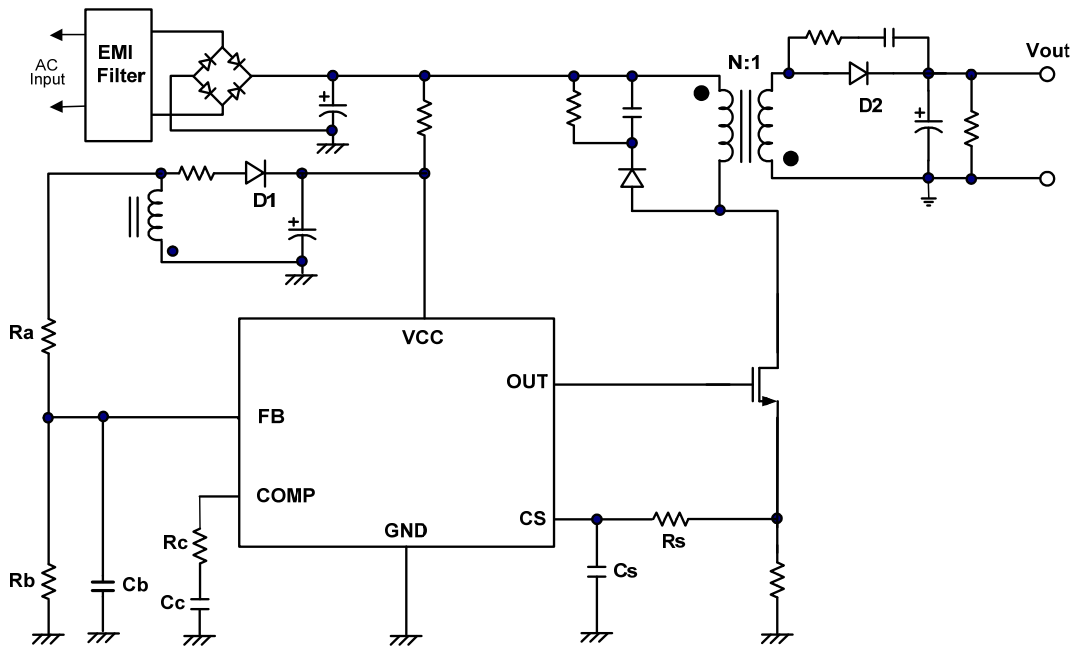 EMI
Filter
AC
Input
N:1
Vout
D2
D1
Ra
VCC
OUT
FB
COMP
CS
GND
Rc
Rs
Rb
Cb
Cc
Cs
+
+
+